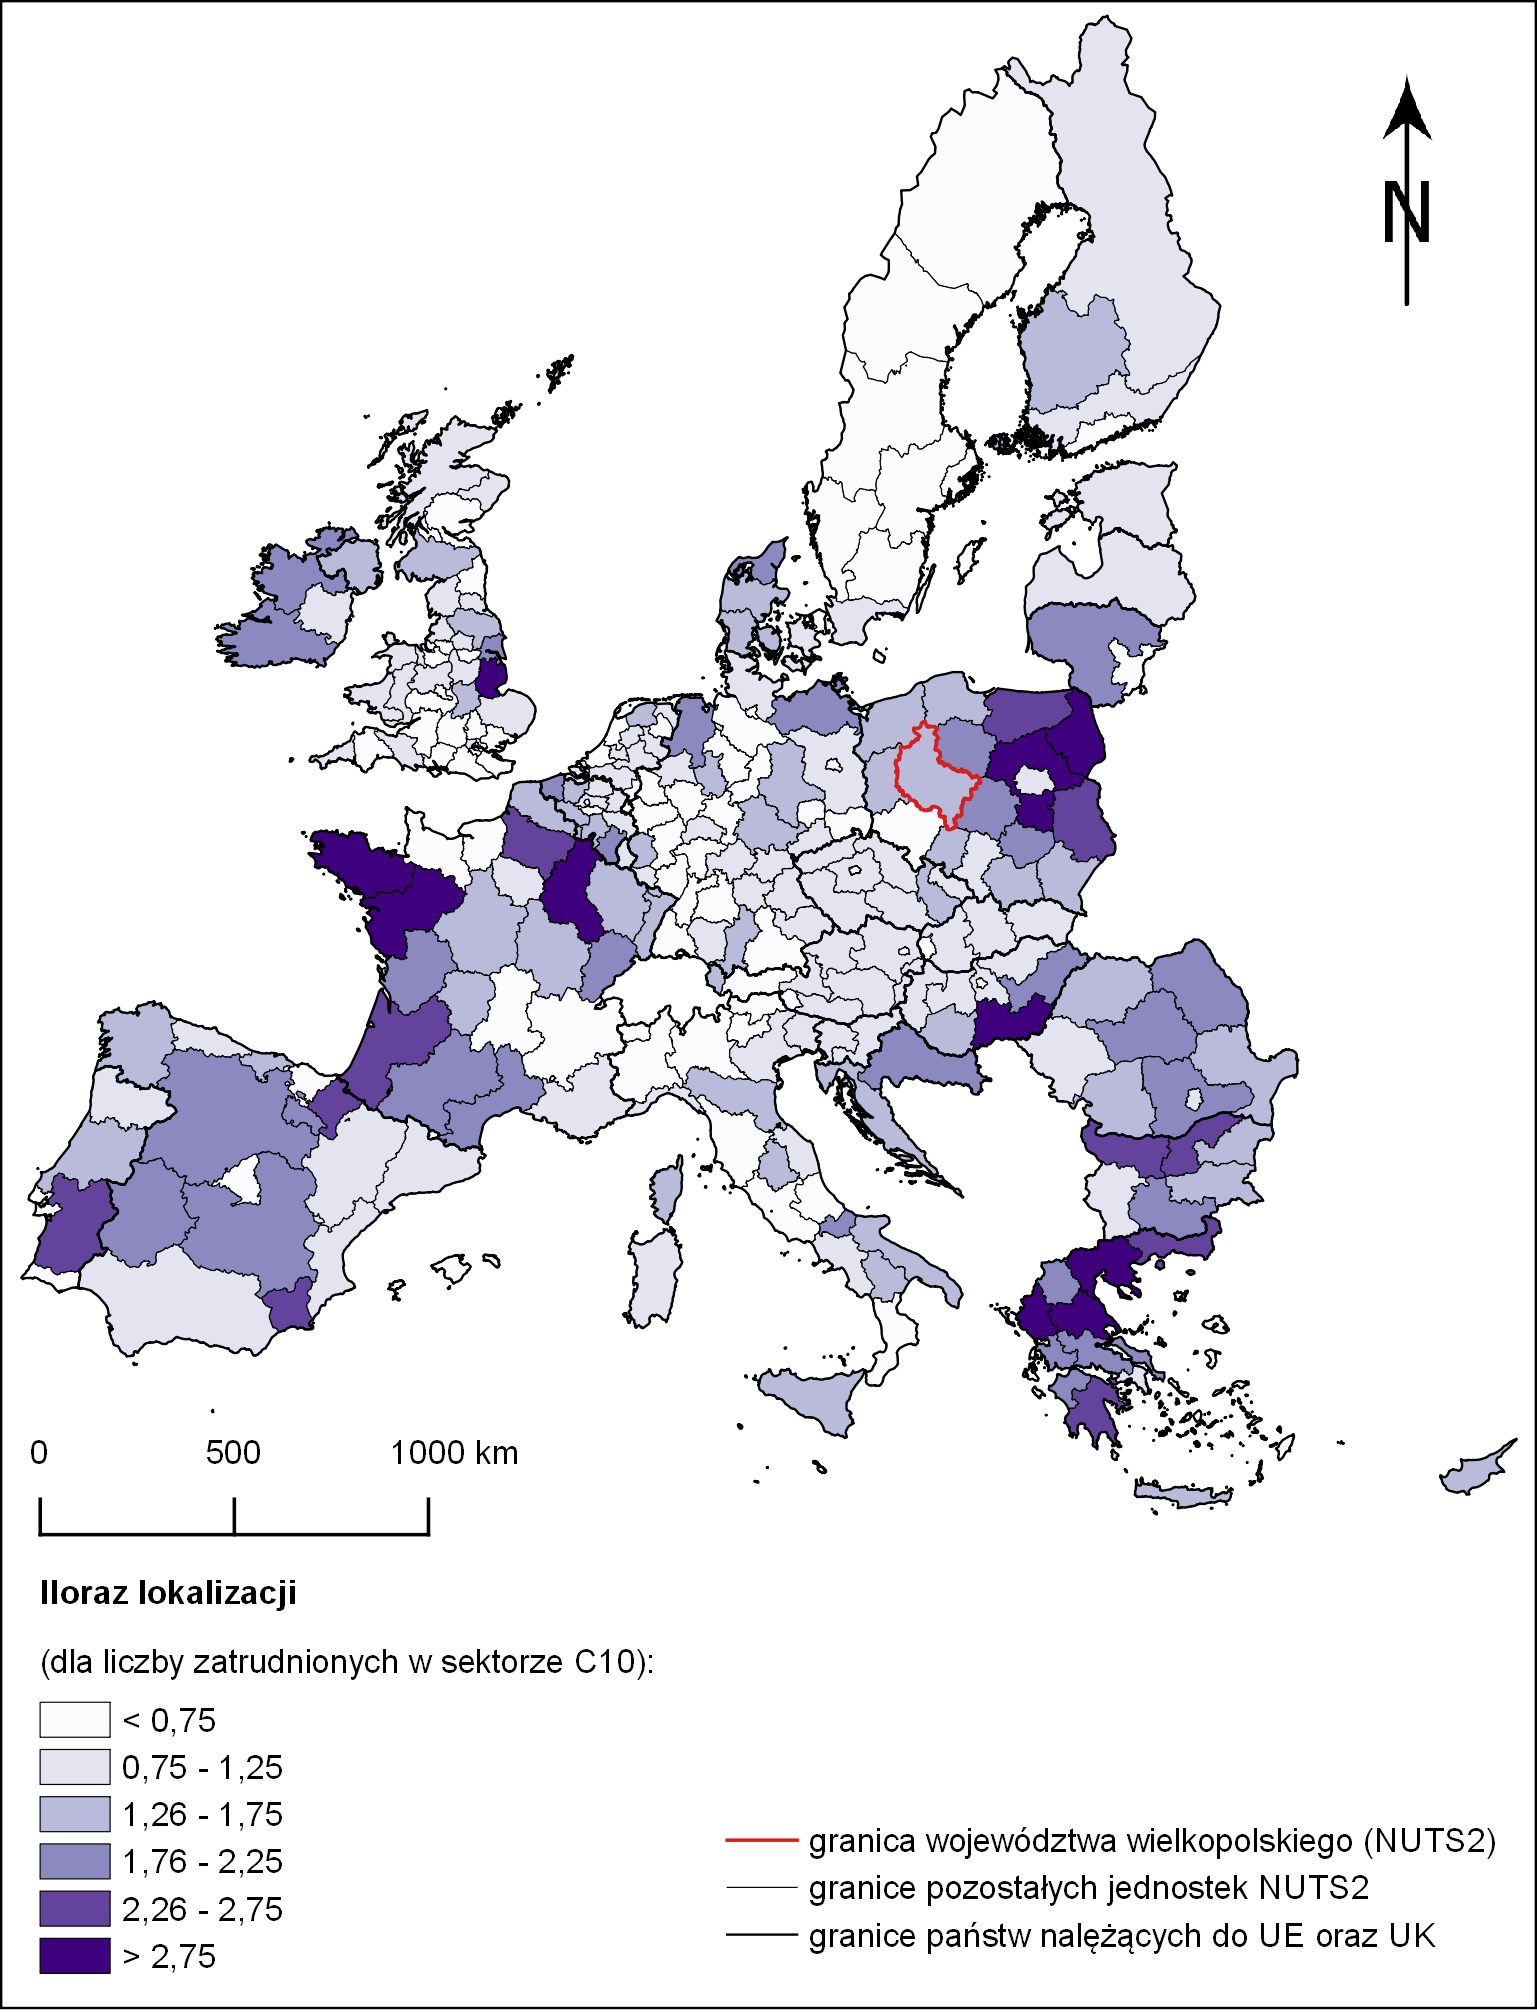 N
0 500 1000 km
Iloraz lokalizacji
(dla liczby zatrudnionych w sektorze C10):
< 0,75
0,75 - 1,25
1,26 - 1,75
1,76 - 2,25
2,26 - 2,75
> 2,75
granica województwa wielkopolskiego (NUTS2)
granice pozostałych jednostek NUTS2
granice państw nalężących do UE oraz UK